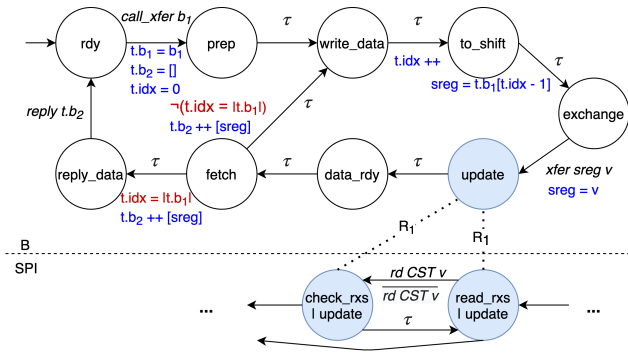 call_xfer b1
τ
τ
rdy
prep
write_data
to_shift
t.b1 = b1
t.b2 = []
t.idx = 0
t.idx ++
sreg = t.b1[t.idx - 1]
τ
¬(t.idx = |t.b1|)
t.b2 ++ [sreg]
τ
reply t.b2
exchange
xfer sreg v
sreg = v
τ
τ
τ
reply_data
fetch
data_rdy
update
t.idx = |t.b1|
t.b2 ++ [sreg]
R1
R1
B
SPI
rd CST v
rd CST v
...
check_rxs
| update
read_rxs
| update
...
τ